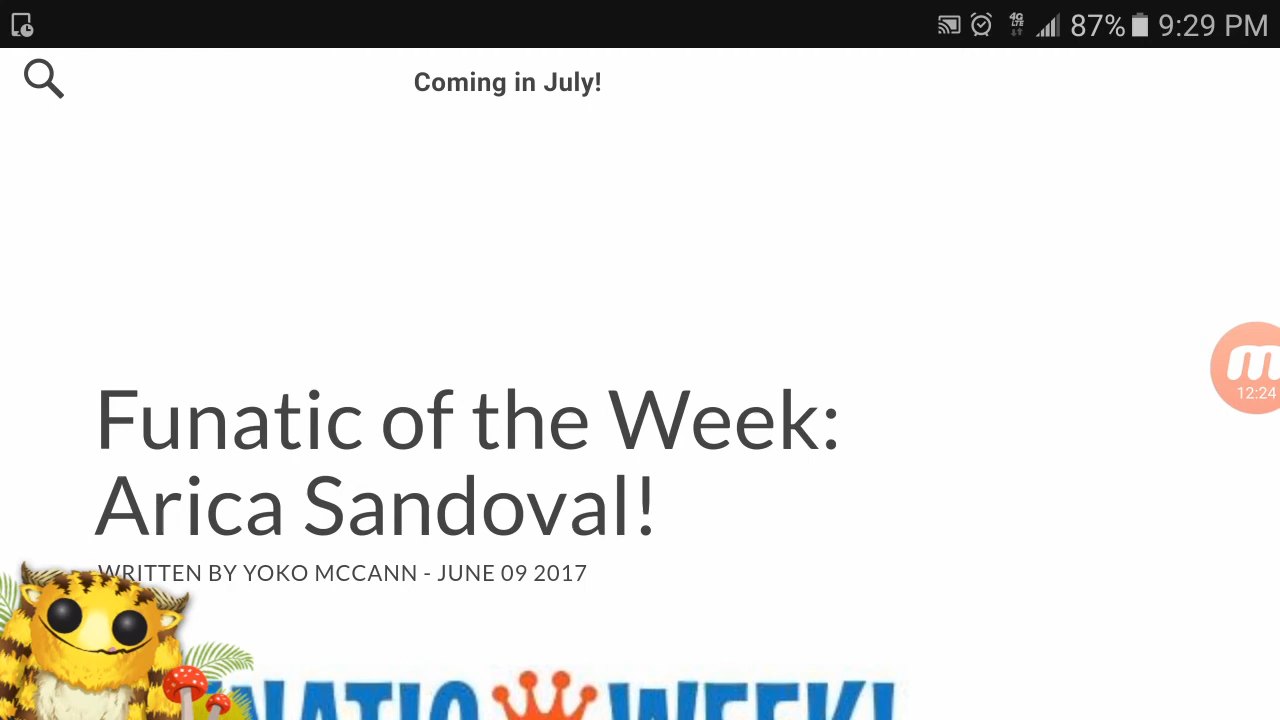 87% 9:29 PM
Coming in July!
12:24
Funatic of the Week:
Arica Sandoval!
WRITTEN BY YOKO MCCANN - JUNE 09 2017
WEEK!